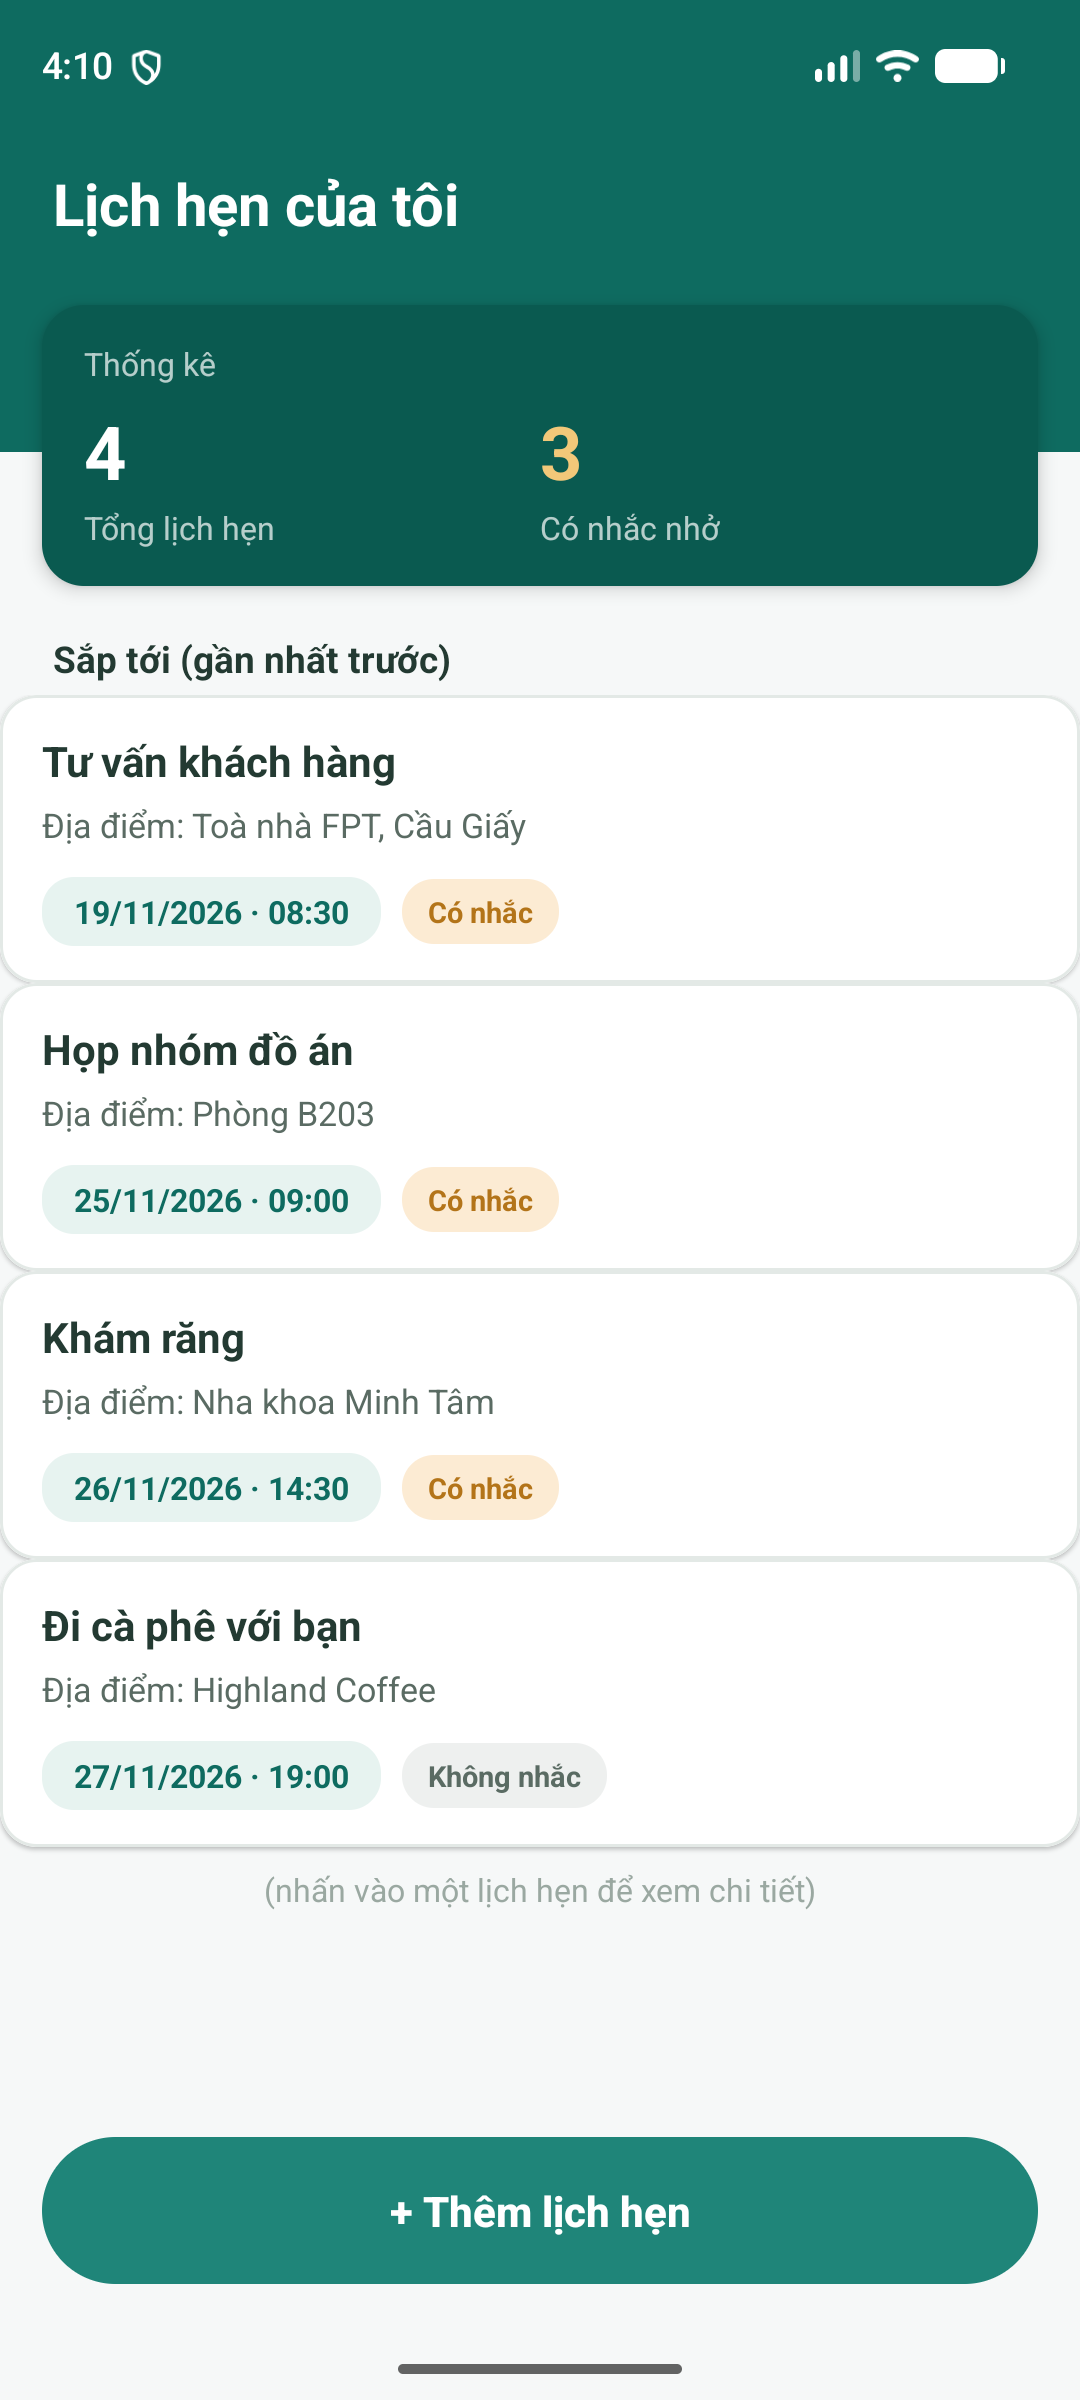 4:10
Lịch hẹn của tôi
Thống kê
4 3
Tổng lịch hẹn Có nhắc nhở
Sắp tới (gần nhất trước)
Tư vấn khách hàng
Địa điểm: Toà nhà FPT, Cầu Giấy
19/11/2026 · 08:30 Có nhắc
Họp nhóm đồ án
Địa điểm: Phòng B203
25/11/2026 · 09:00 Có nhắc
Khám răng
Địa điểm: Nha khoa Minh Tâm
26/11/2026 · 14:30 Có nhắc
Đi cà phê với bạn
Địa điểm: Highland Coffee
27/11/2026 · 19:00 Không nhắc
(nhấn vào một lịch hẹn để xem chi tiết)
+ Thêm lịch hẹn